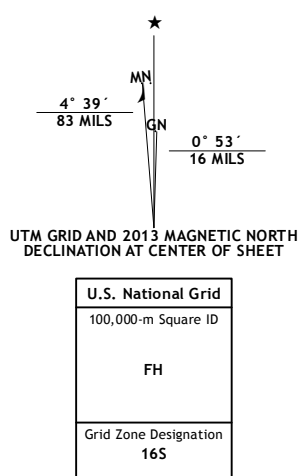 MN
4° 39´
83 MILS
GN
0° 53´
16 MILS
UTM GRID AND 2013 MAGNETIC NORTH
DECLINATION AT CENTER OF SHEET
U.S. National Grid
100,000-m Square ID
FH
Grid Zone Designation
16S